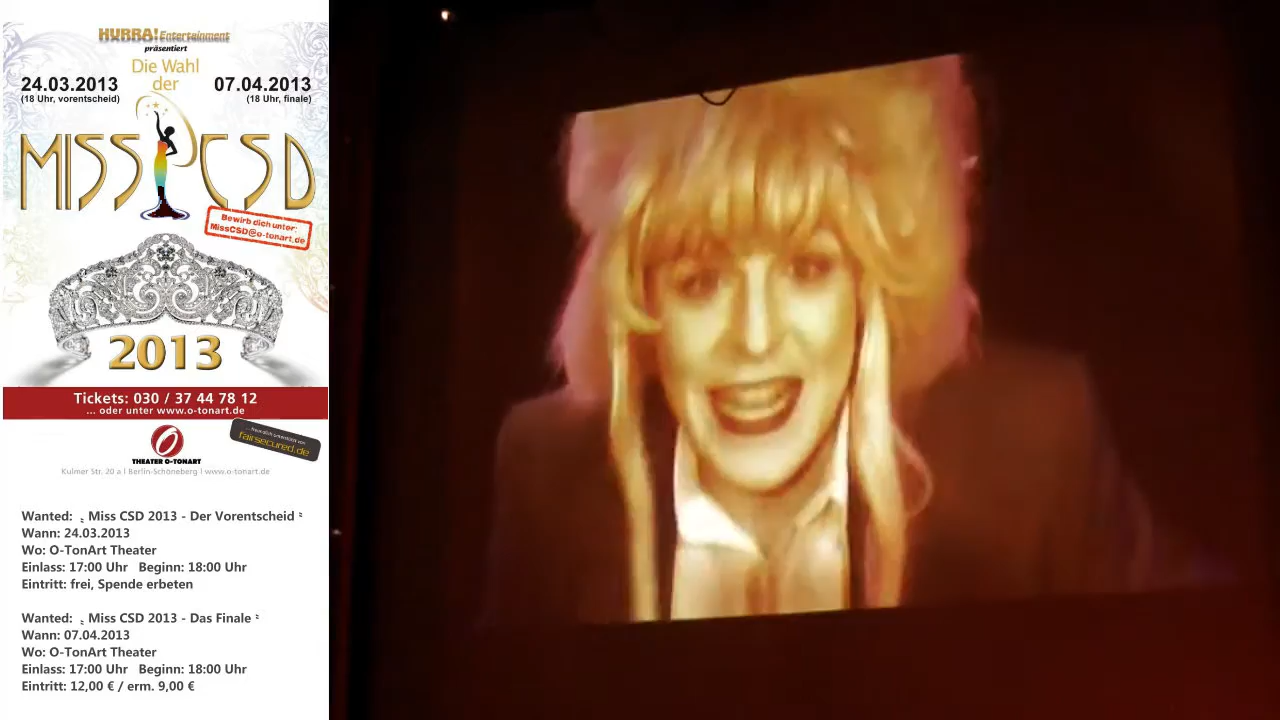 HURRA! Entertainment
präsentiert
Die Wahl
der
24.03.2013
(18 Uhr, vorentscheid)
07.04.2013
(18 Uhr, finale)
MISS CSD
Bewirb dich unter:
MissCSD@o-tonart.de
2013
Tickets: 030 / 37 44 78 12
... oder unter www.o-tonart.de
THEATER O-TONART
... freundlich unterstützt von
fairsecured.de
Kulmer Str. 20 a | Berlin-Schöneberg | www.o-tonart.de
Wanted: „ Miss CSD 2013 - Der Vorentscheid “
Wann: 24.03.2013
Wo: O-TonArt Theater
Einlass: 17:00 Uhr Beginn: 18:00 Uhr
Eintritt: frei, Spende erbeten
Wanted: „ Miss CSD 2013 - Das Finale “
Wann: 07.04.2013
Wo: O-TonArt Theater
Einlass: 17:00 Uhr Beginn: 18:00 Uhr
Eintritt: 12,00 € / erm. 9,00 €